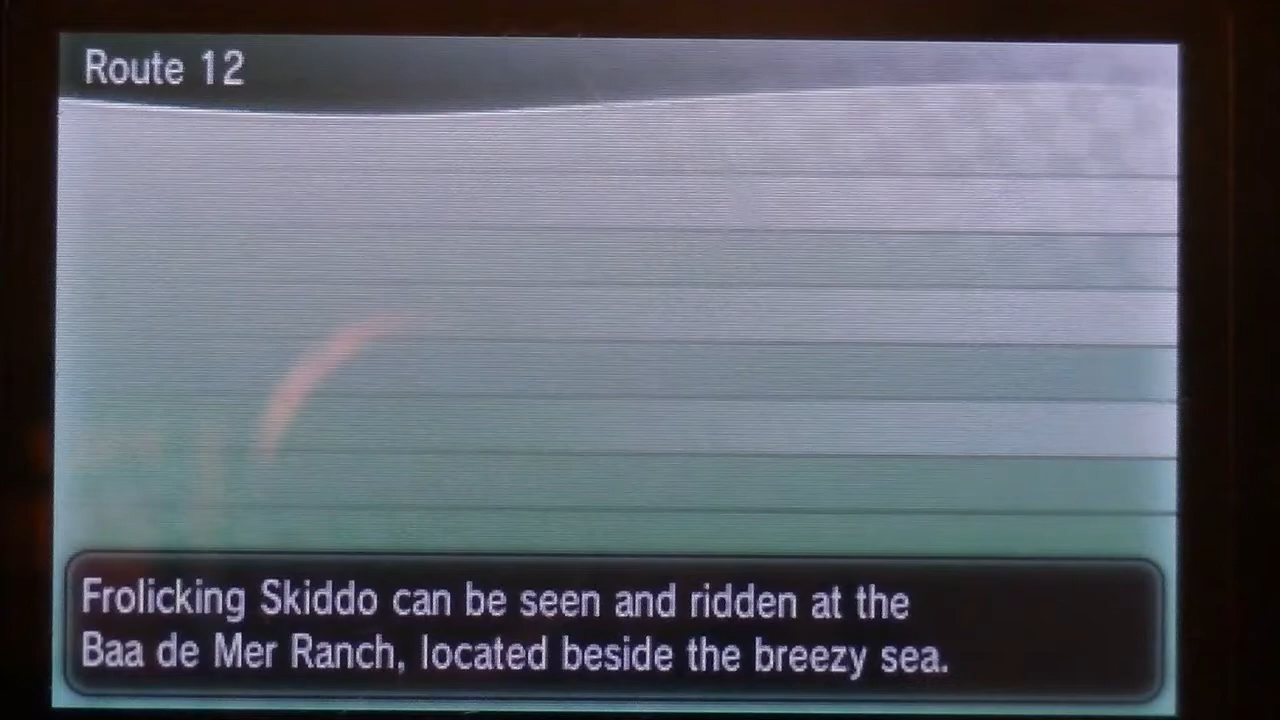 Route 12
Frolicking Skiddo can be seen and ridden at the
Baa de Mer Ranch, located beside the breezy sea.